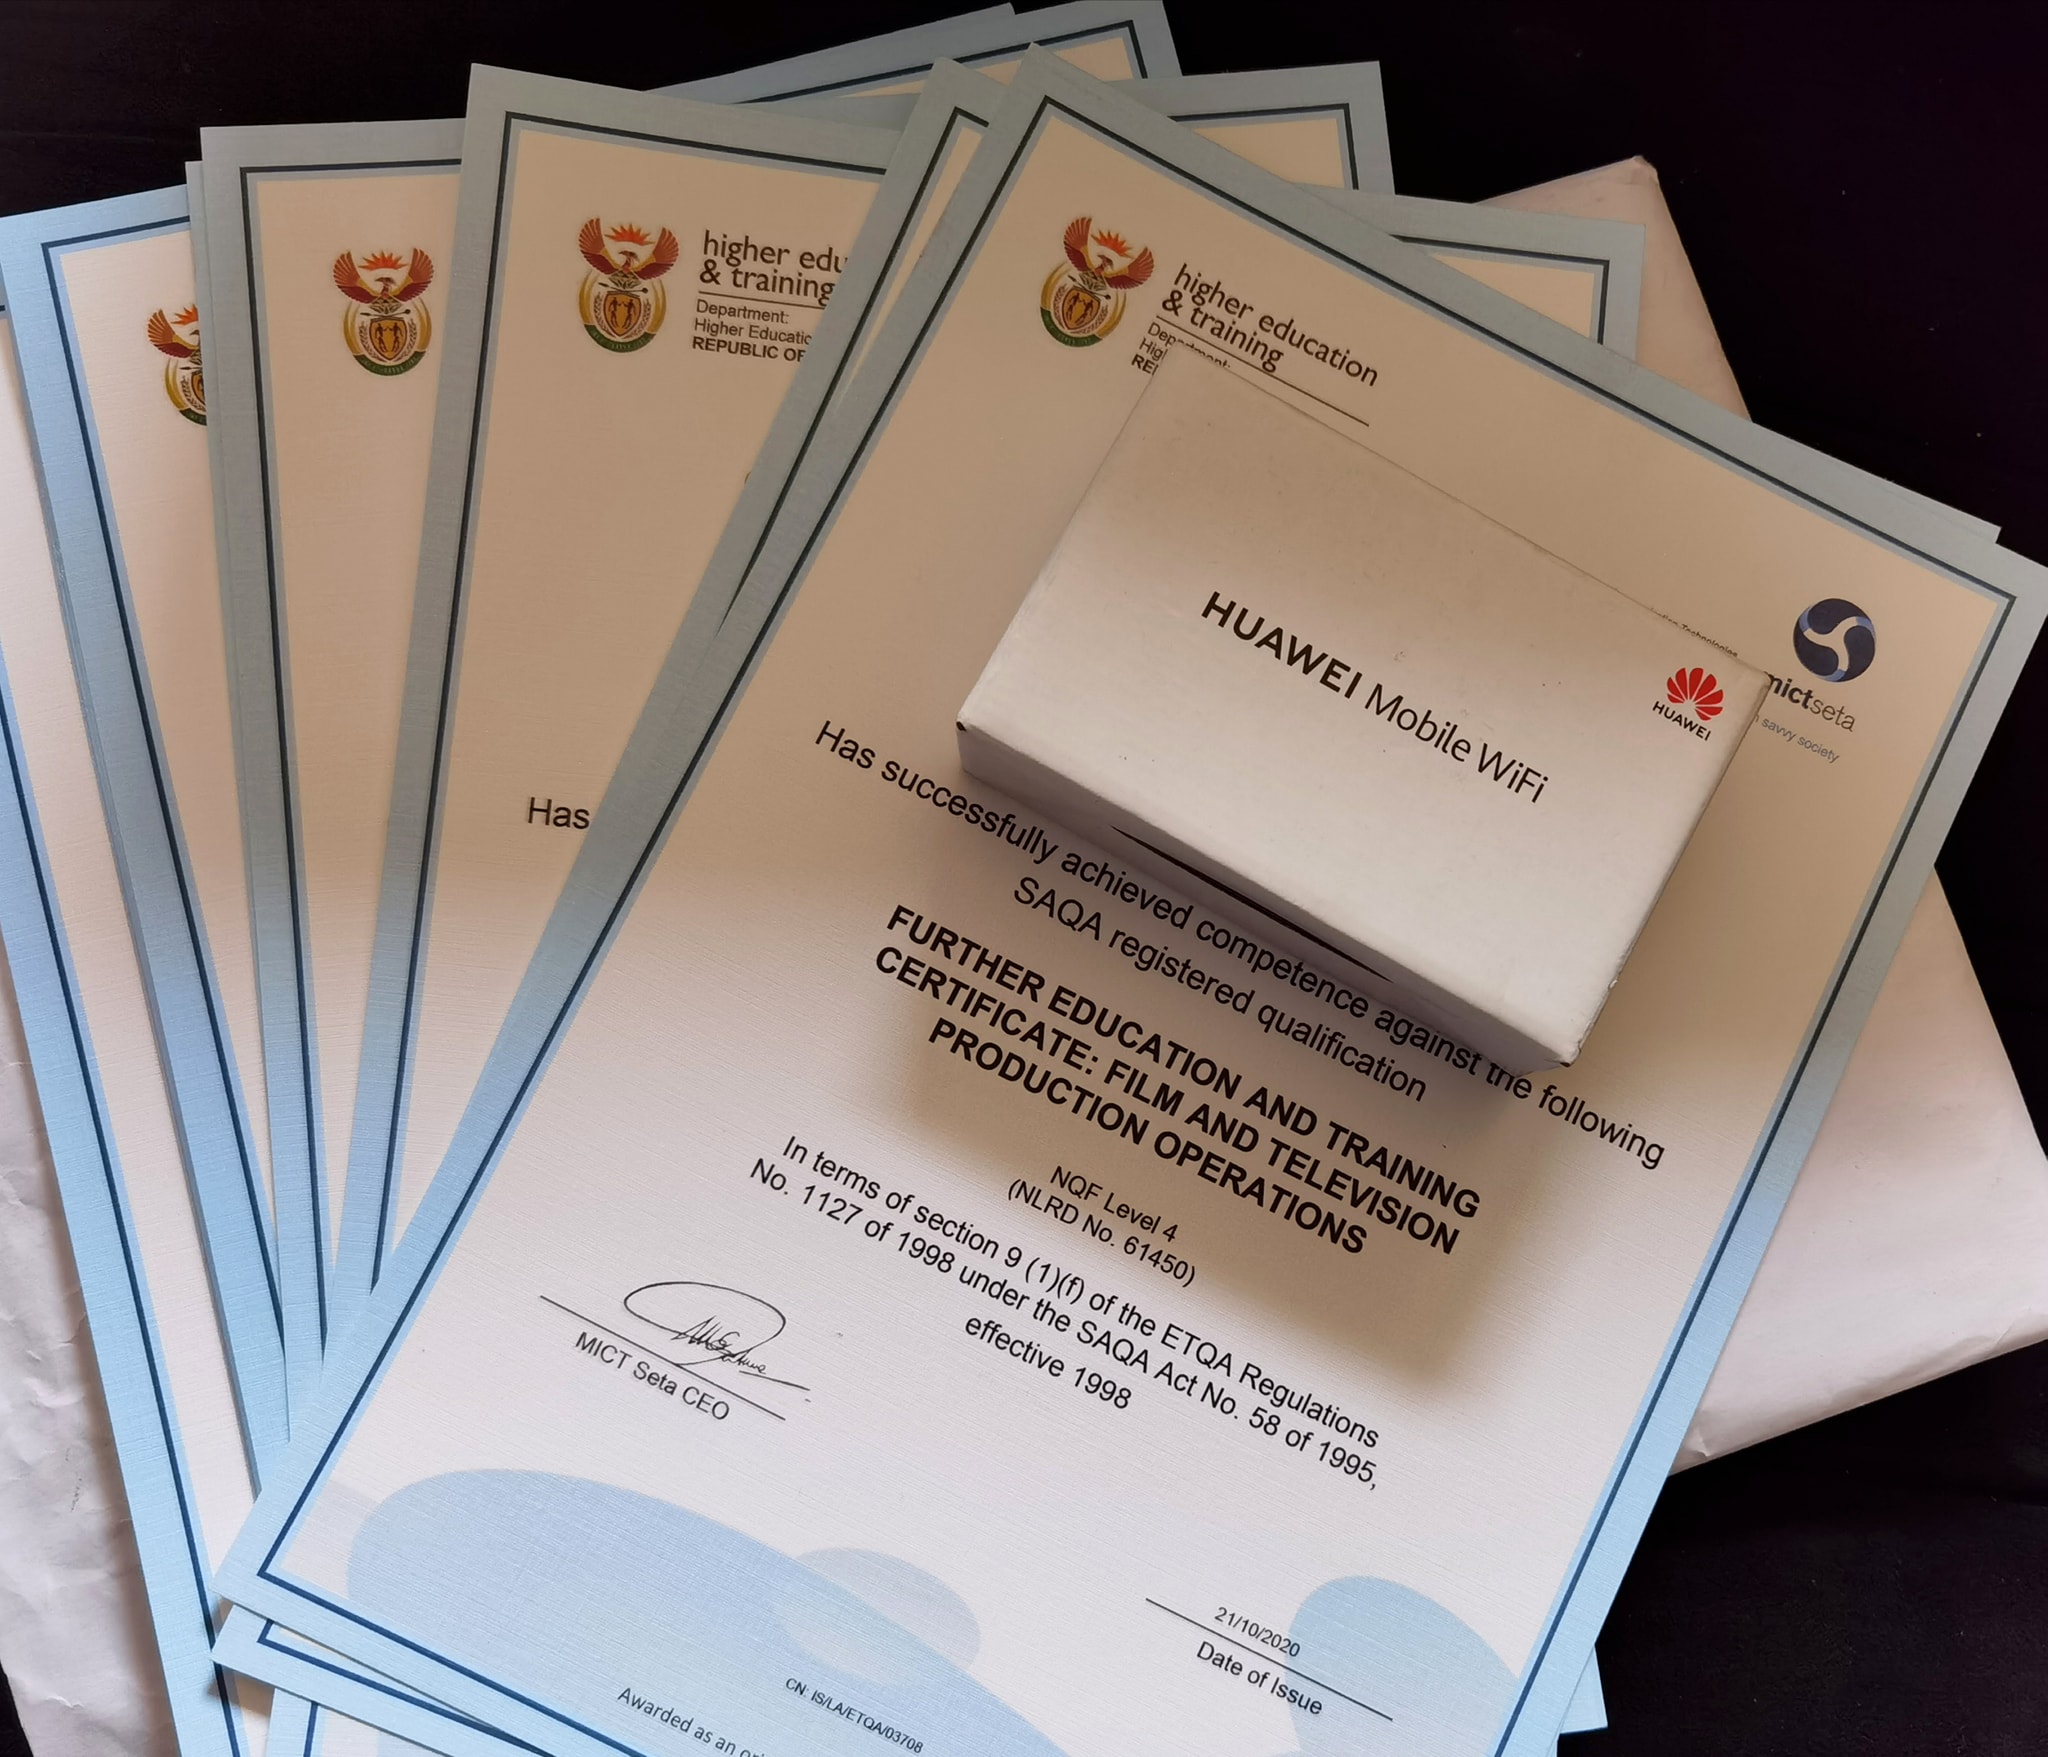 higher edu
& training
Department:
Higher Educatio
REPUBLIC OF
Has
higher education
& training
Department:
High
RE
HUAWEI Mobile WiFi
HUAWEI
mictseta
savvy society
Has successfully achieved competence against the following
SAQA registered qualification
FURTHER EDUCATION AND TRAINING
CERTIFICATE: FILM AND TELEVISION
PRODUCTION OPERATIONS
NQF Level 4
(NLRD No. 61450)
In terms of section 9 (1)(f) of the ETQA Regulations
No. 1127 of 1998 under the SAQA Act No. 58 of 1995,
effective 1998
MICT Seta CEO
21/10/2020
Date of Issue
CN: IS/LA/ETQA/03708
Awarded as an ori